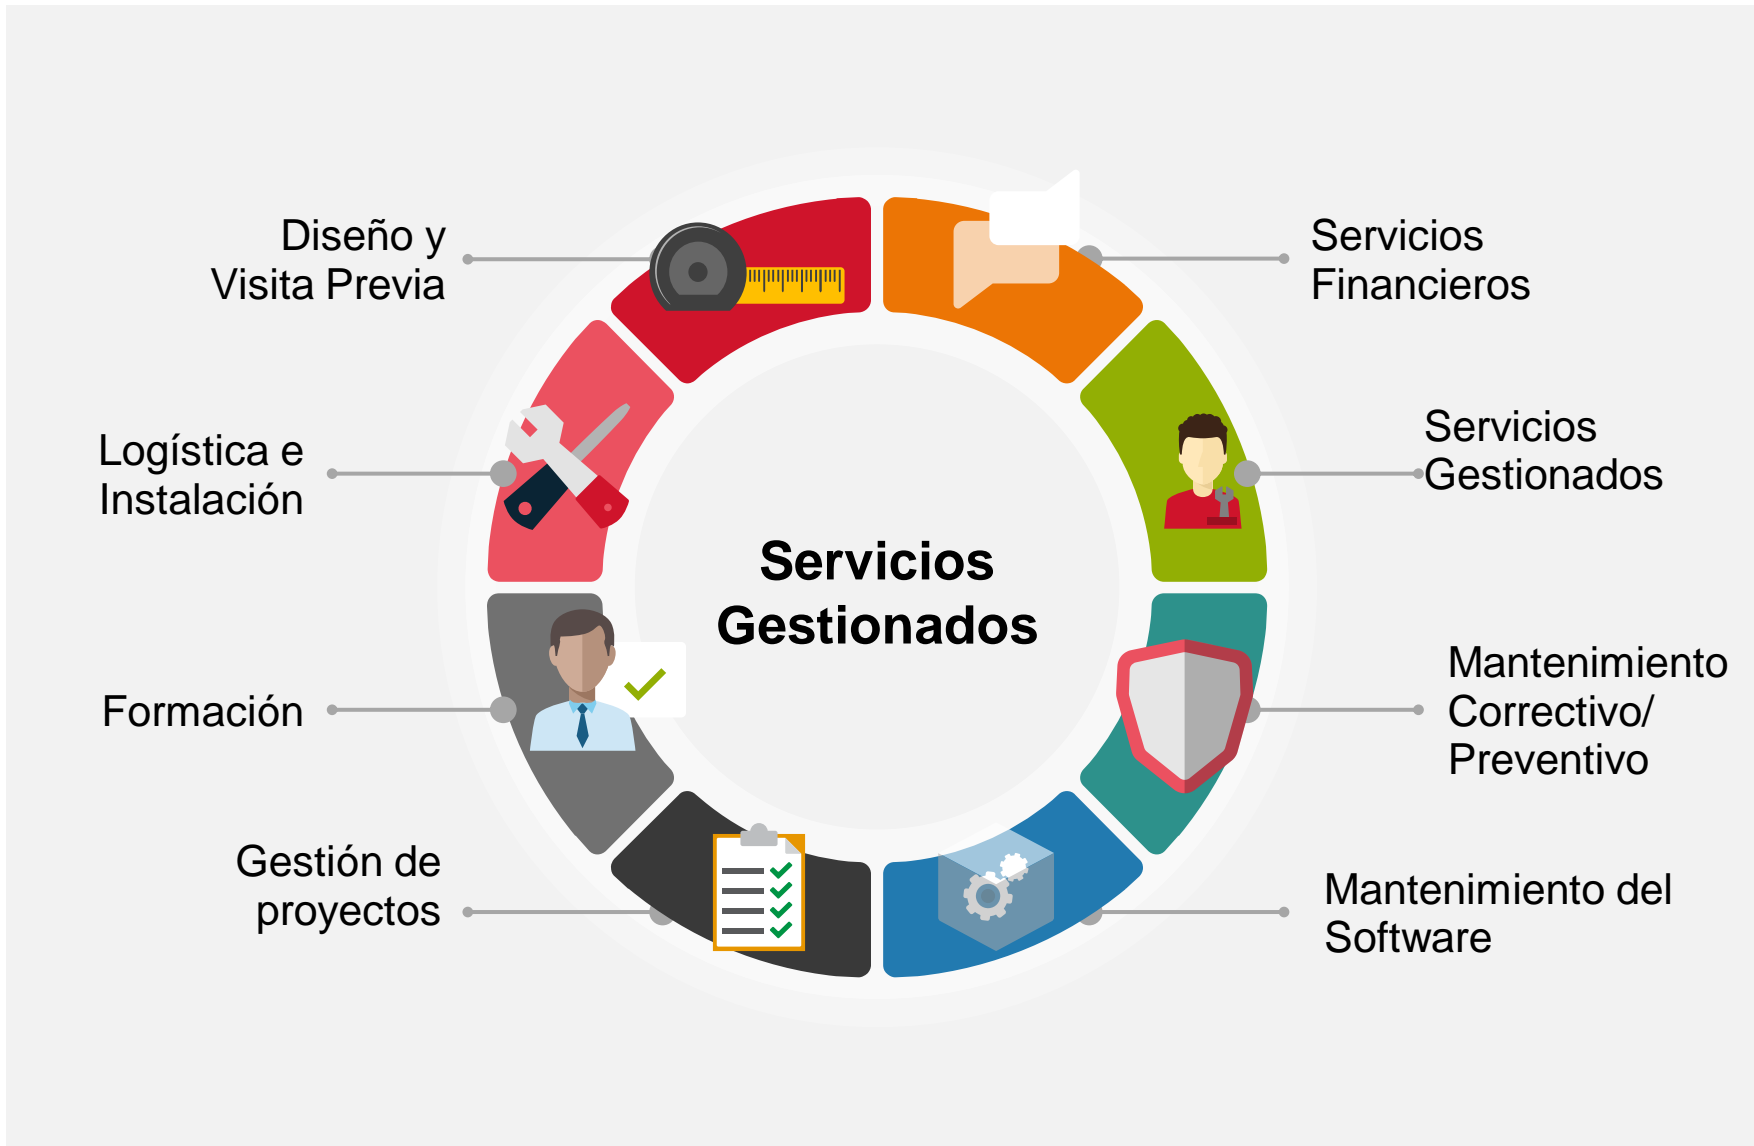 Diseño y
Visita Previa
Servicios
Financieros
Logística e
Instalación
Servicios
Gestionados
Servicios
Gestionados
Formación
Mantenimiento
Correctivo/
Preventivo
Gestión de
proyectos
Mantenimiento del
Software